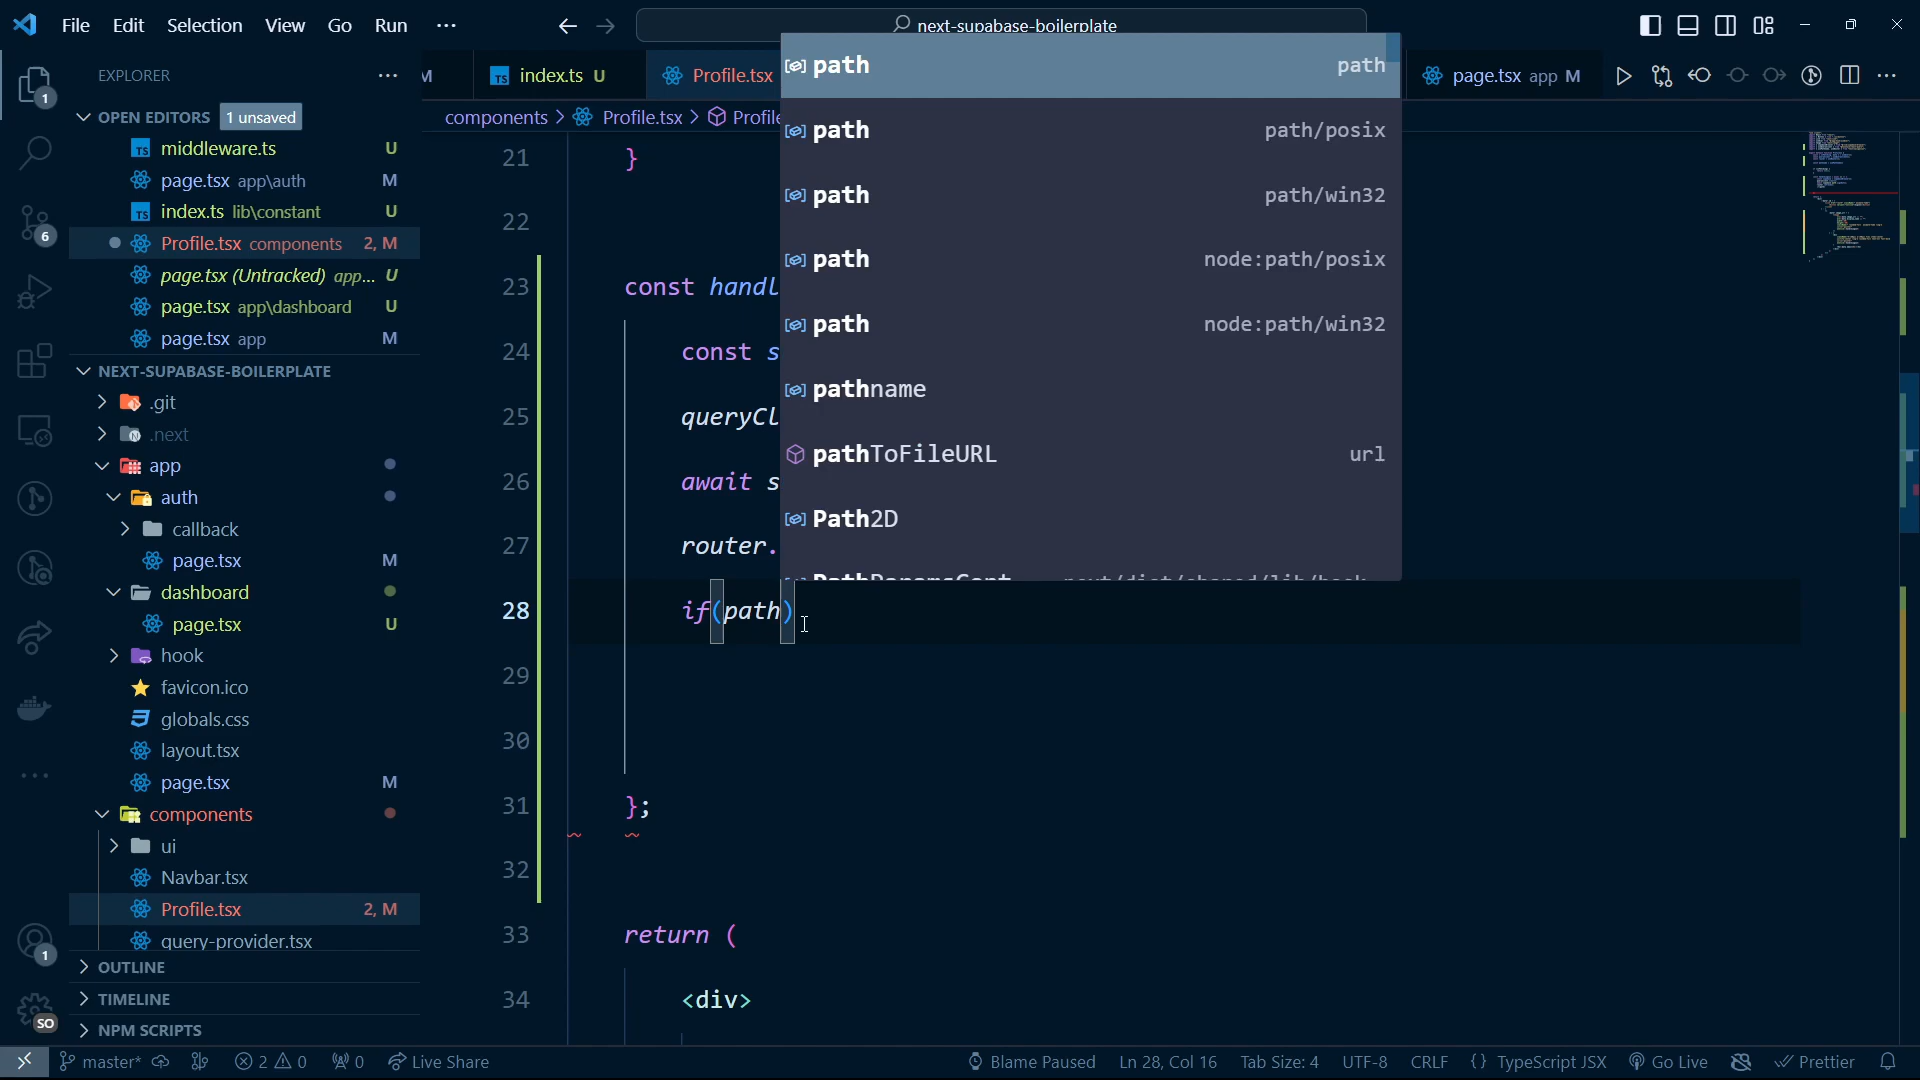 File Edit Selection View Go Run ···
next-supabase-boilerplate
EXPLORER
OPEN EDITORS 1 unsaved
middleware.ts U
page.tsx app\auth M
index.ts lib\constant U
Profile.tsx components 2, M
page.tsx (Untracked) app... U
page.tsx app\dashboard U
page.tsx app M
NEXT-SUPABASE-BOILERPLATE
.git
.next
app
auth
callback
page.tsx M
dashboard
page.tsx U
hook
favicon.ico
globals.css
layout.tsx
page.tsx M
components
ui
Navbar.tsx
Profile.tsx 2, M
query-provider.tsx
OUTLINE
TIMELINE
NPM SCRIPTS
1
6
1
SO
M index.ts U Profile.tsx page.tsx app M
components > Profile.tsx > Profile
path path
path path/posix
path path/win32
path node:path/posix
path node:path/win32
pathname
pathToFileURL url
Path2D
21 }
22
23 const handl
24 const s
25 queryCl
26 await s
27 router.
28 if(path)
29
30
31 };
32
33 return (
34 <div>
master* 2 0 0 Live Share Blame Paused Ln 28, Col 16 Tab Size: 4 UTF-8 CRLF {} TypeScript JSX Go Live Prettier